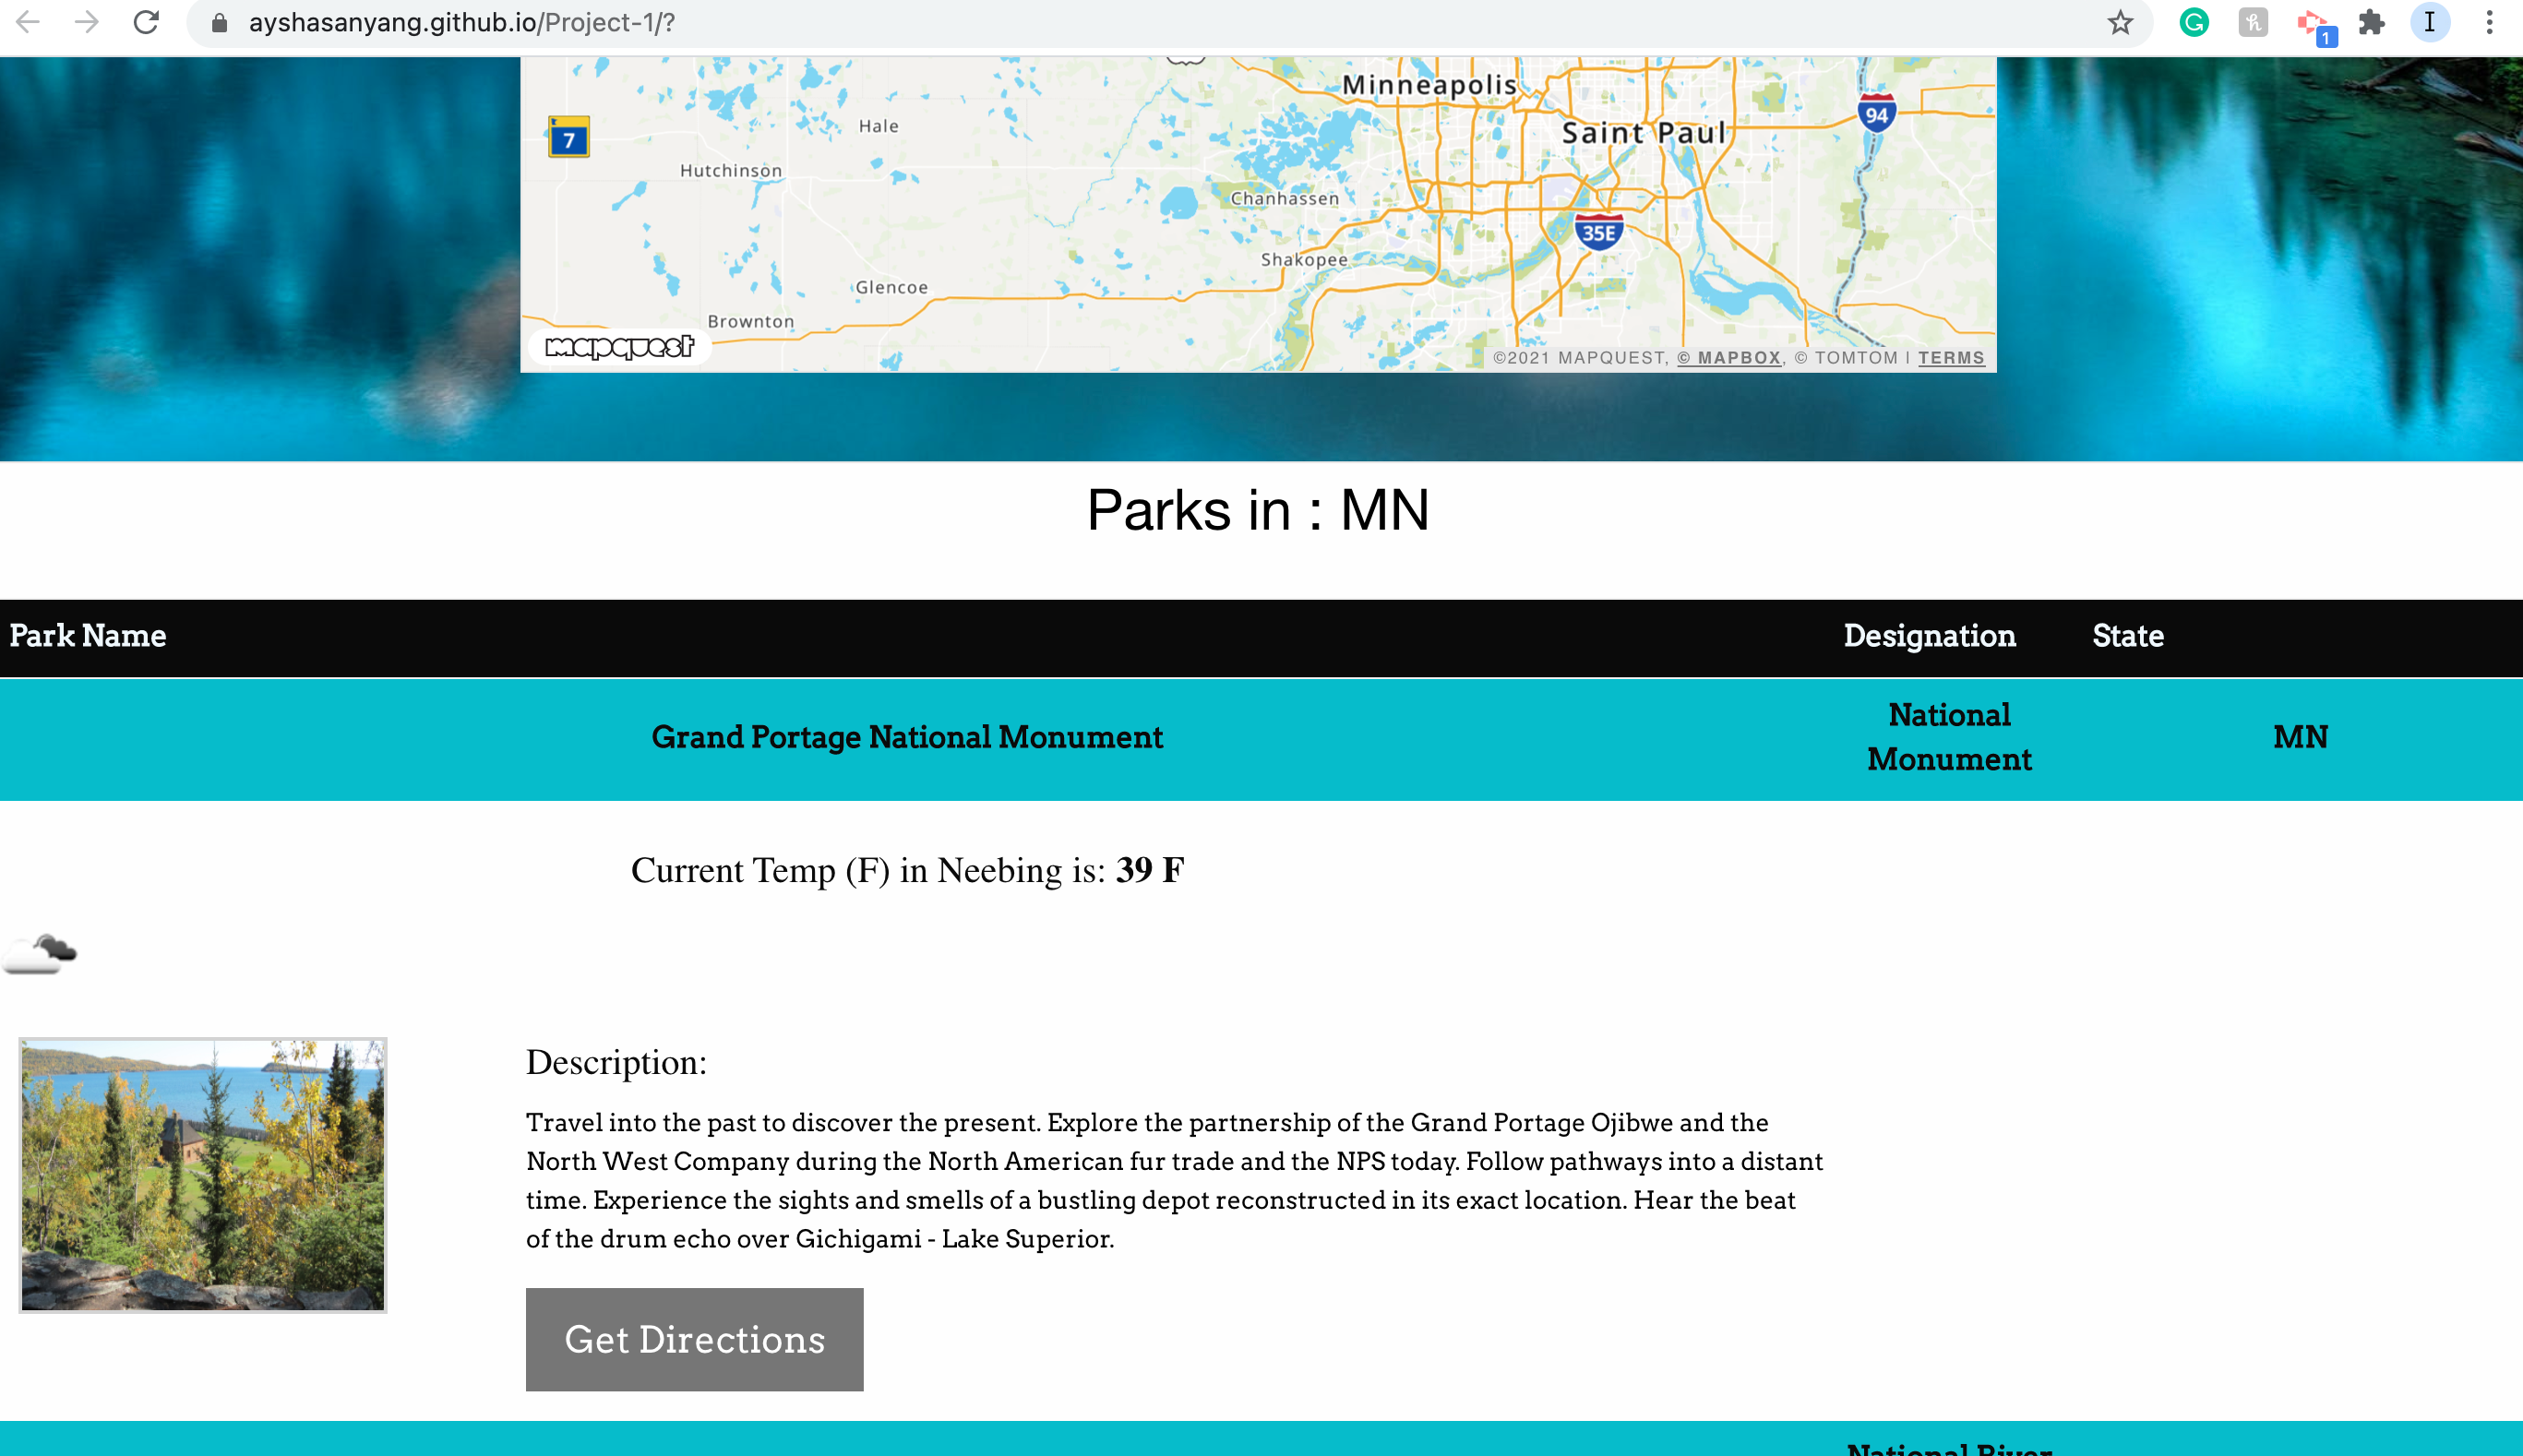 ayshasanyang.github.io/Project-1/?
1
I
Minneapolis
94
Hale
7
Saint Paul
Hutchinson
Chanhassen
35E
Shakopee
Glencoe
Brownton
mapquest
©2021 MAPQUEST, © MAPBOX, © TOMTOM | TERMS
Parks in : MN
Park Name Designation State
Grand Portage National Monument National Monument MN
Current Temp (F) in Neebing is: 39 F
Description:
Travel into the past to discover the present. Explore the partnership of the Grand Portage Ojibwe and the
North West Company during the North American fur trade and the NPS today. Follow pathways into a distant
time. Experience the sights and smells of a bustling depot reconstructed in its exact location. Hear the beat
of the drum echo over Gichigami - Lake Superior.
Get Directions
National River